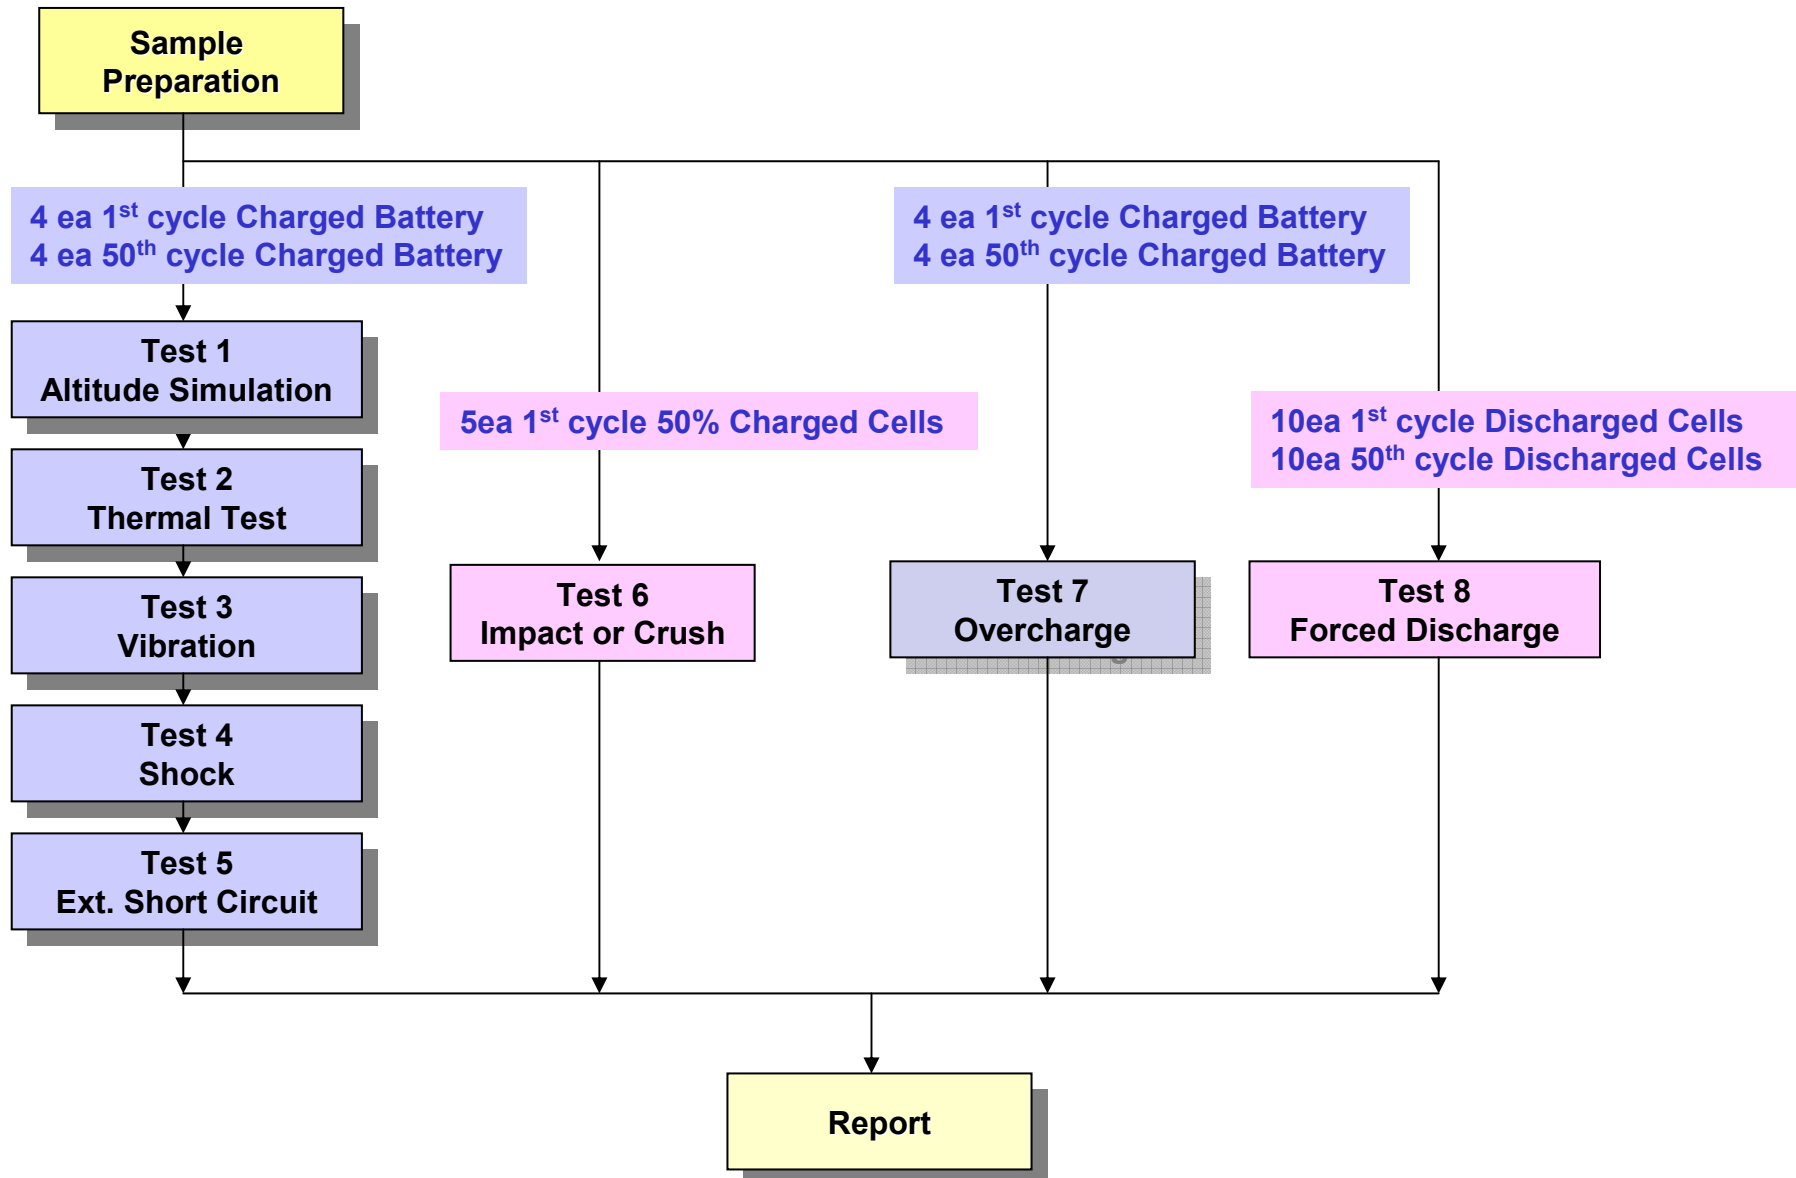 Sample
Preparation
4 ea 1st cycle Charged Battery
4 ea 50th cycle Charged Battery
4 ea 1st cycle Charged Battery
4 ea 50th cycle Charged Battery
Test 1
Altitude Simulation
5ea 1st cycle 50% Charged Cells
10ea 1st cycle Discharged Cells
10ea 50th cycle Discharged Cells
Test 2
Thermal Test
Test 3
Vibration
Test 6
Impact or Crush
Test 7
Overcharge
Test 8
Forced Discharge
Test 4
Shock
Test 5
Ext. Short Circuit
Report